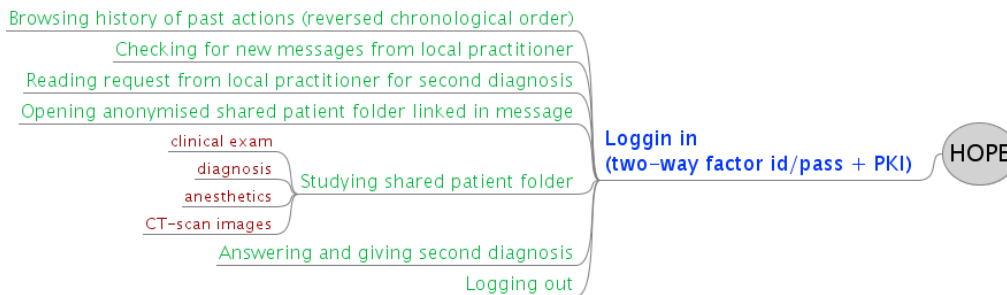 Browsing history of past actions (reversed chronological order)
Checking for new messages from local practitioner
Reading request from local practitioner for second diagnosis
Opening anonymised shared patient folder linked in message
clinical exam
diagnosis
anesthetics
CT-scan images
Studying shared patient folder
Answering and giving second diagnosis
Logging out
Loggin in
(two-way factor id/pass + PKI)
HOPE